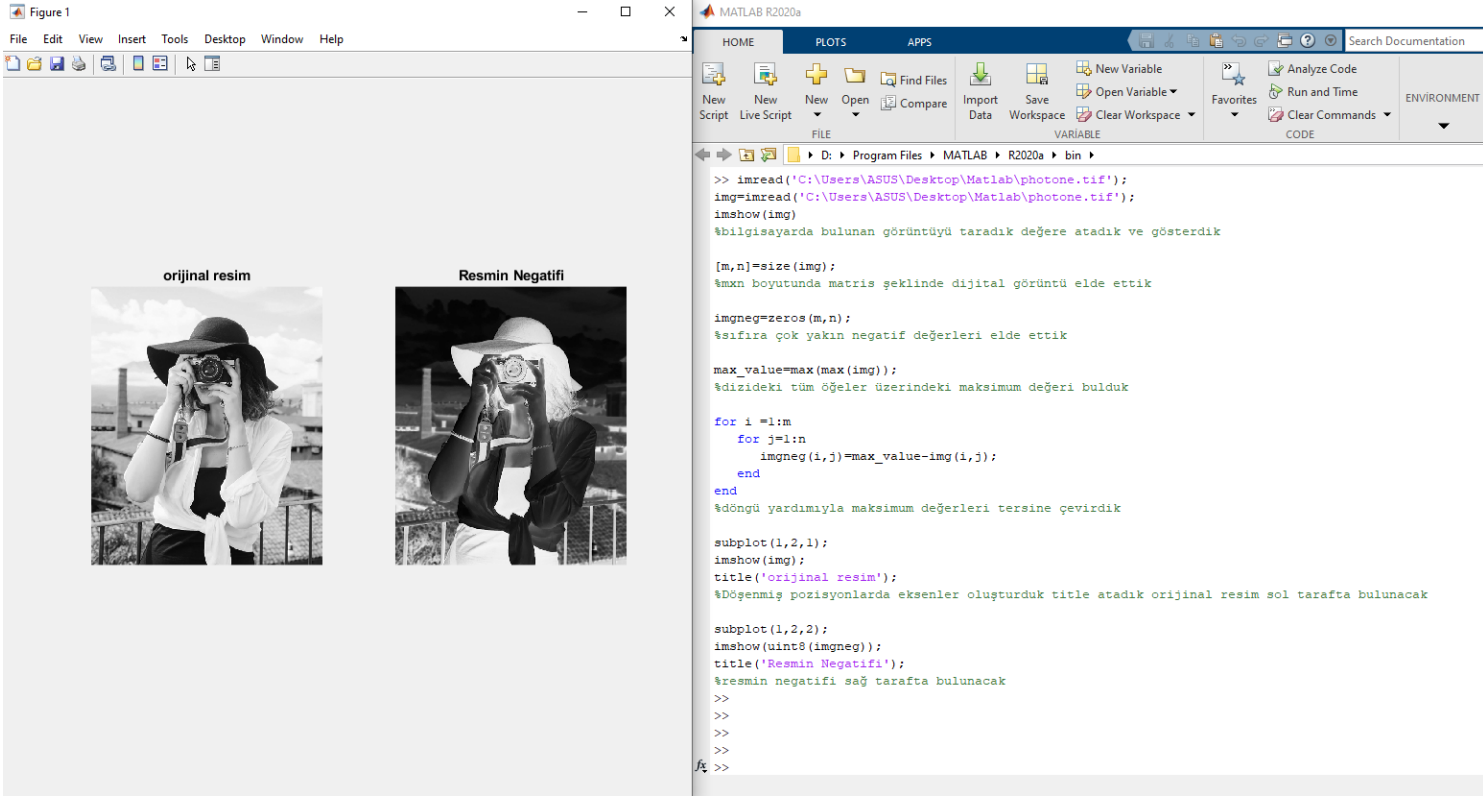 Figure 1
File Edit View Insert Tools Desktop Window Help
orijinal resim
Resmin Negatifi
MATLAB R2020a
HOME PLOTS APPS
Search Documentation
New Script
New Live Script
New
Open
Find Files
Compare
Import Data
Save Workspace
New Variable
Open Variable
Clear Workspace
Favorites
Analyze Code
Run and Time
Clear Commands
ENVİRONMENT
FİLE
VARİABLE
CODE
D: Program Files MATLAB R2020a bin
>> imread('C:\Users\ASUS\Desktop\Matlab\photone.tif');
img=imread('C:\Users\ASUS\Desktop\Matlab\photone.tif');
imshow(img)
%bilgisayarda bulunan görüntüyü taradık değere atadık ve gösterdik
[m,n]=size(img);
%mxn boyutunda matris şeklinde dijital görüntü elde ettik
imgneg=zeros(m,n);
%sıfıra çok yakın negatif değerleri elde ettik
max_value=max(max(img));
%dizideki tüm öğeler üzerindeki maksimum değeri bulduk
for i =1:m
for j=1:n
imgneg(i,j)=max_value-img(i,j);
end
end
%döngü yardımıyla maksimum değerleri tersine çevirdik
subplot(1,2,1);
imshow(img);
title('orijinal resim');
%Döşenmiş pozisyonlarda eksenler oluşturduk title atadık orijinal resim sol tarafta bulunacak
subplot(1,2,2);
imshow(uint8(imgneg));
title('Resmin Negatifi');
%resmin negatifi sağ tarafta bulunacak
>>
>>
>>
>>
fx >>